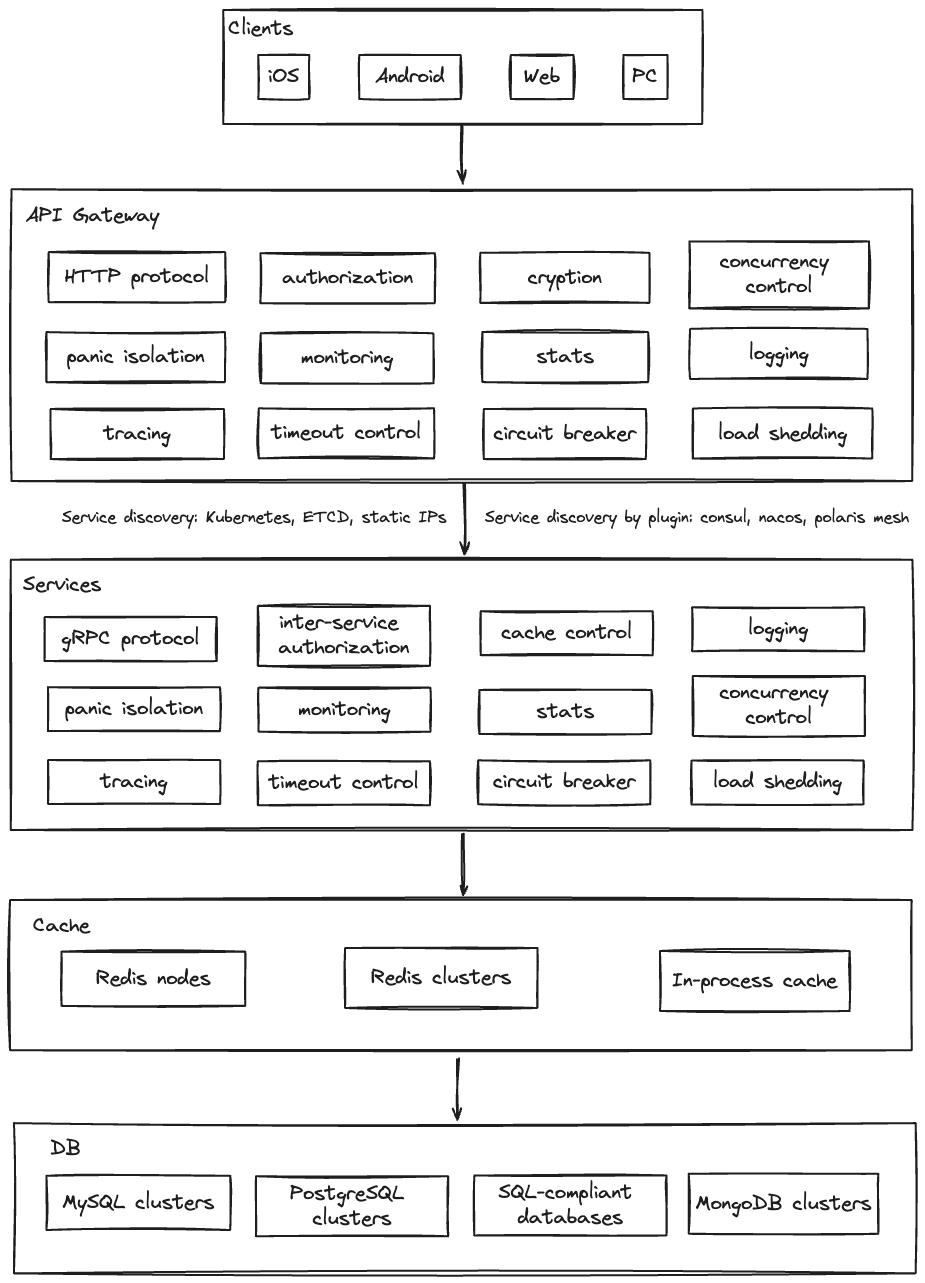 Clients
iOS
Android
Web
PC
API Gateway
HTTP protocol
authorization
cryption
concurrency
control
panic isolation
monitoring
stats
logging
tracing
timeout control
circuit breaker
load shedding
Service discovery: Kubernetes, ETCD, static IPs
Service discovery by plugin: consul, nacos, polaris mesh
Services
gRPC protocol
inter-service
authorization
cache control
logging
panic isolation
monitoring
stats
concurrency
control
tracing
timeout control
circuit breaker
load shedding
Cache
Redis nodes
Redis clusters
In-process cache
DB
MySQL clusters
PostgreSQL
clusters
SQL-compliant
databases
MongoDB clusters